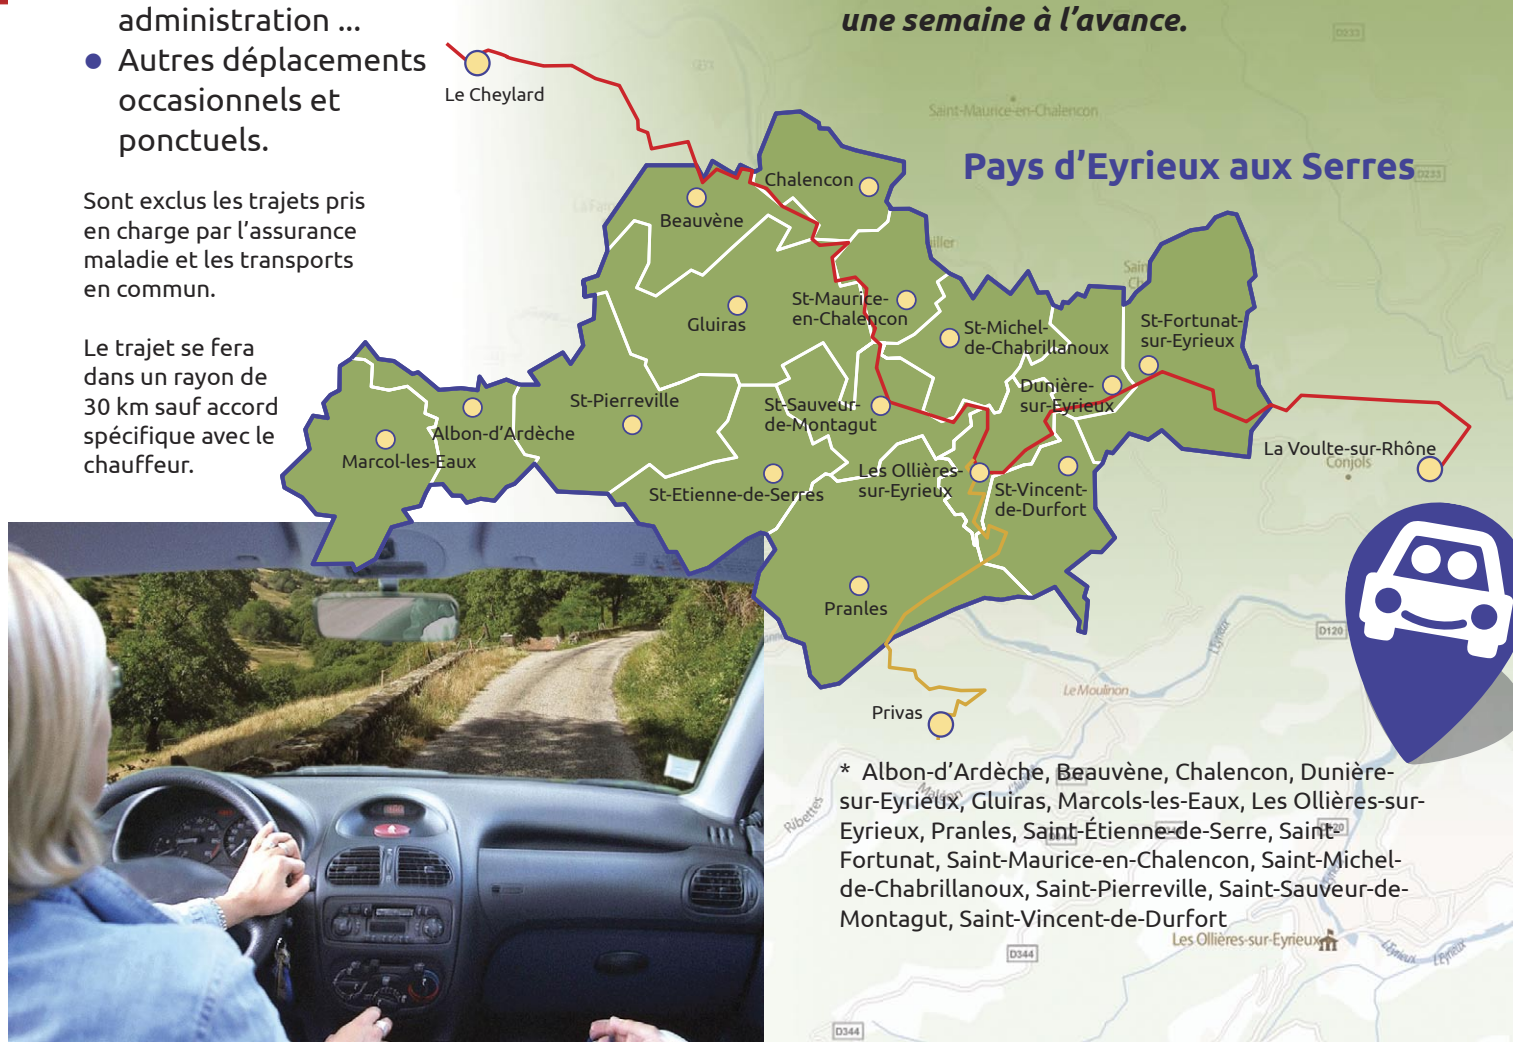 administration ...
● Autres déplacements
occasionnels et
ponctuels.
Sont exclus les trajets pris
en charge par l'assurance
maladie et les transports
en commun.
Le trajet se fera
dans un rayon de
30 km sauf accord
spécifique avec le
chauffeur.
une semaine à l'avance.
D233
Saint-Maurice-en-Chalencon
Pays d'Eyrieux aux Serres
D233
Le Cheylard
Chalencon
Beauvène
St-Maurice-
en-Chalencon
Gluiras
St-Michel-
de-Chabrillanoux
St-Fortunat-
sur-Eyrieux
Dunière-
sur-Eyrieux
St-Pierreville
St-Sauveur-
de-Montagut
Albon-d'Ardèche
Marcol-les-Eaux
La Voulte-sur-Rhône
Conjols
Les Ollières-
sur-Eyrieux
St-Etienne-de-Serres
St-Vincent-
de-Durfort
Pranles
D120
L'Eyrieux
Le Moulinon
Privas
* Albon-d'Ardèche, Beauvène, Chalencon, Dunière-
sur-Eyrieux, Gluiras, Marcols-les-Eaux, Les Ollières-sur-
Eyrieux, Pranles, Saint-Étienne-de-Serre, Saint-
Fortunat, Saint-Maurice-en-Chalencon, Saint-Michel-
de-Chabrillanoux, Saint-Pierreville, Saint-Sauveur-de-
Montagut, Saint-Vincent-de-Durfort
Ribettes
Les Ollières-sur-Eyrieux
D344
L'Eyrieux
L'Eyrieux
D344